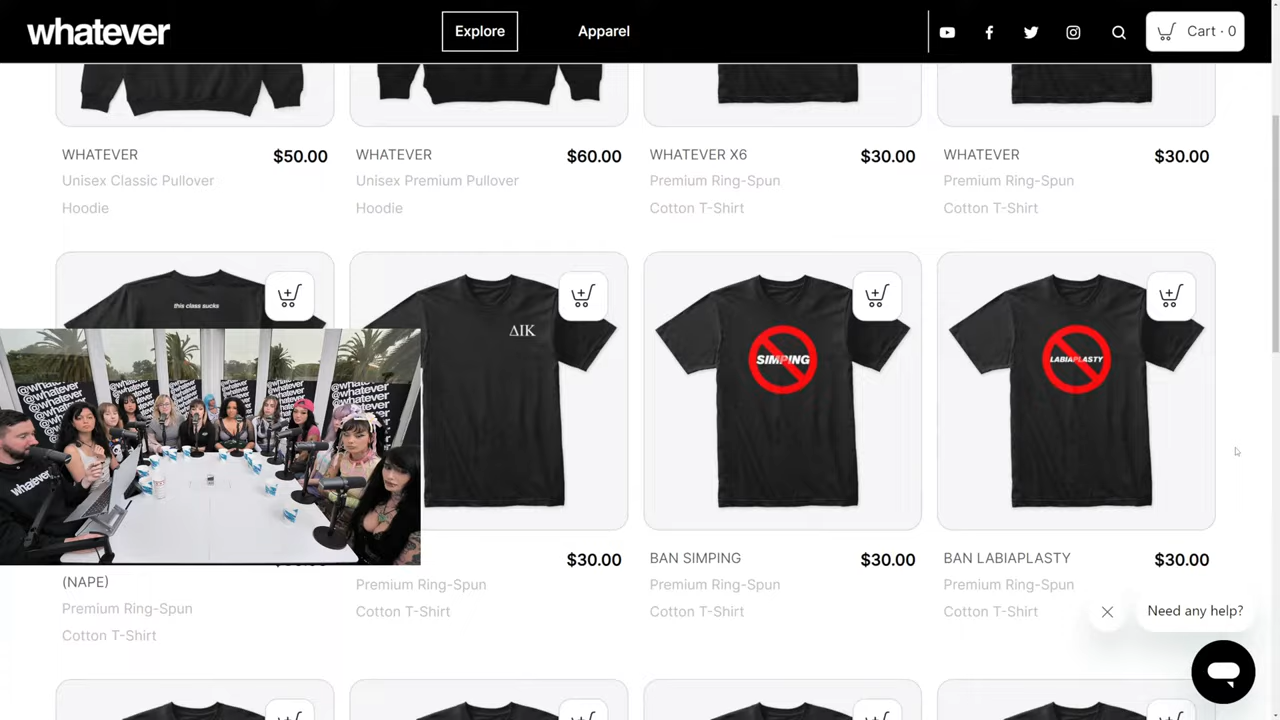 whatever
Explore
Apparel
Cart · 0
WHATEVER
$50.00
Unisex Classic Pullover
Hoodie
WHATEVER
$60.00
Unisex Premium Pullover
Hoodie
WHATEVER X6
$30.00
Premium Ring-Spun
Cotton T-Shirt
WHATEVER
$30.00
Premium Ring-Spun
Cotton T-Shirt
this class sucks
ΔIK
SIMPING
LABIAPLASTY
@whatever
@whatever
@whatever
whatever
(NAPE)
Premium Ring-Spun
Cotton T-Shirt
$30.00
Premium Ring-Spun
Cotton T-Shirt
BAN SIMPING
$30.00
Premium Ring-Spun
Cotton T-Shirt
BAN LABIAPLASTY
$30.00
Premium Ring-Spun
Cotton T-Shirt
Need any help?